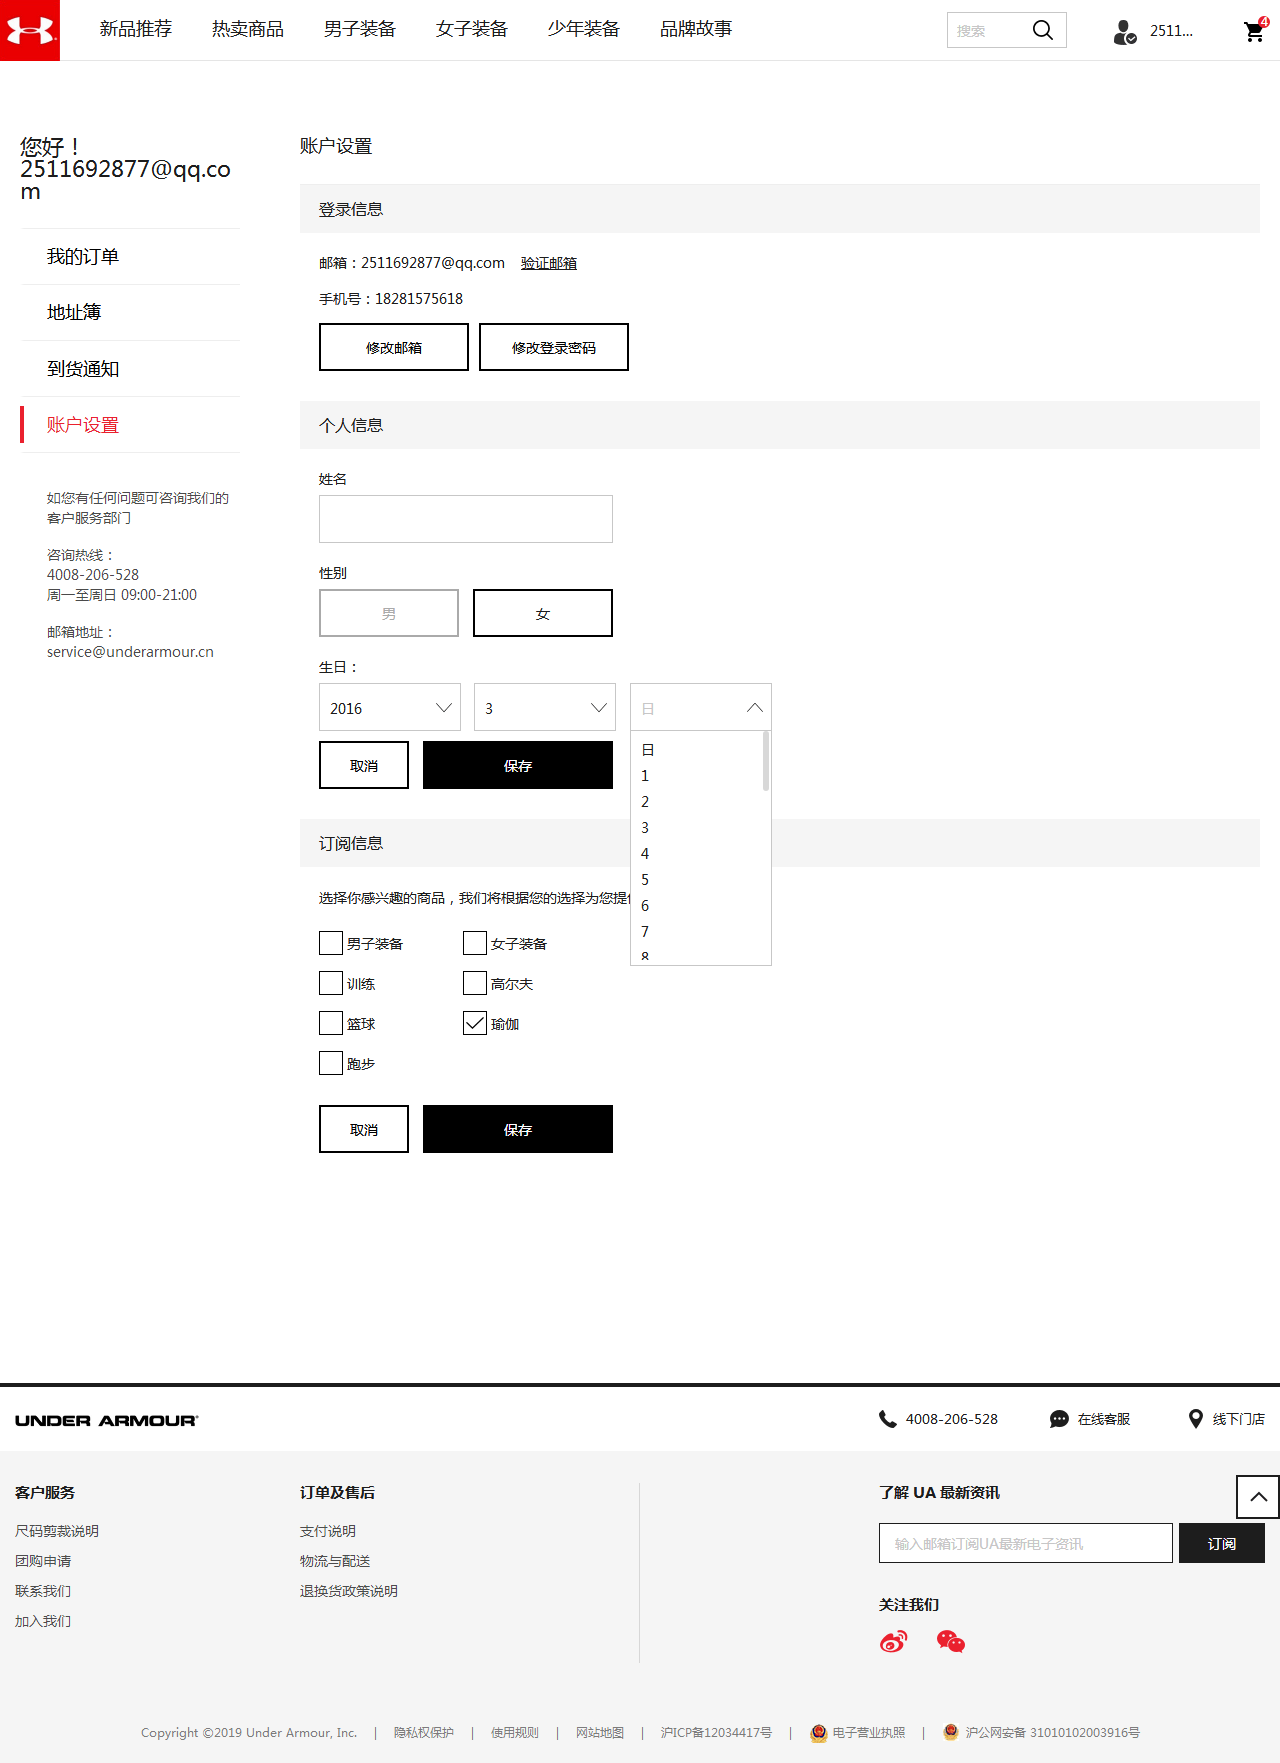 新品推荐 热卖商品 男子装备 女子装备 少年装备 品牌故事 搜索 2511... 4
您好！
2511692877@qq.co
m
我的订单
地址簿
到货通知
账户设置
如您有任何问题可咨询我们的
客户服务部门
咨询热线：
4008-206-528
周一至周日 09:00-21:00
邮箱地址：
service@underarmour.cn
账户设置
登录信息
邮箱：2511692877@qq.com 验证邮箱
手机号：18281575618
修改邮箱 修改登录密码
个人信息
姓名
性别
男 女
生日：
2016 3 日
日
1
2
3
4
5
6
7
8
取消 保存
订阅信息
选择你感兴趣的商品，我们将根据您的选择为您提
男子装备 女子装备
训练 高尔夫
篮球 瑜伽
跑步
取消 保存
UNDER ARMOUR 4008-206-528 在线客服 线下门店
客户服务
尺码剪裁说明
团购申请
联系我们
加入我们
订单及售后
支付说明
物流与配送
退换货政策说明
了解 UA 最新资讯
输入邮箱订阅UA最新电子资讯 订阅
关注我们
Copyright ©2019 Under Armour, Inc. | 隐私权保护 | 使用规则 | 网站地图 | 沪ICP备12034417号 | 电子营业执照 | 沪公网安备 31010102003916号